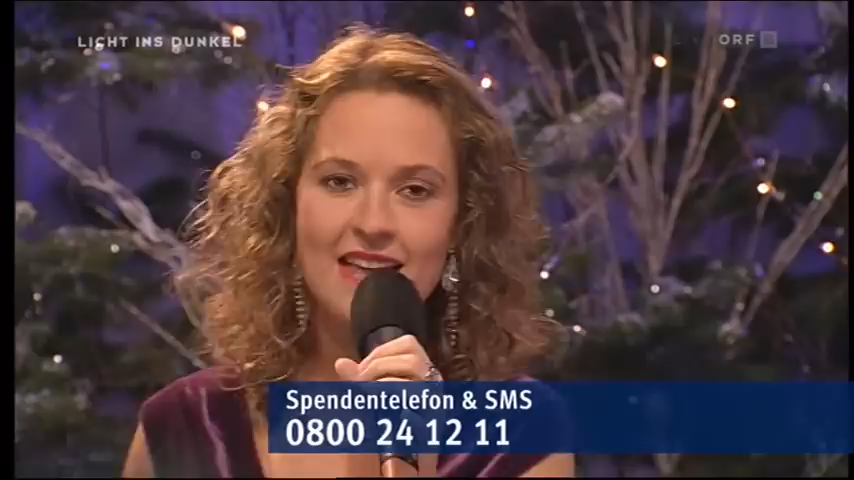 LICHT INS DUNKEL
ORF
Spendentelefon & SMS
0800 24 12 11